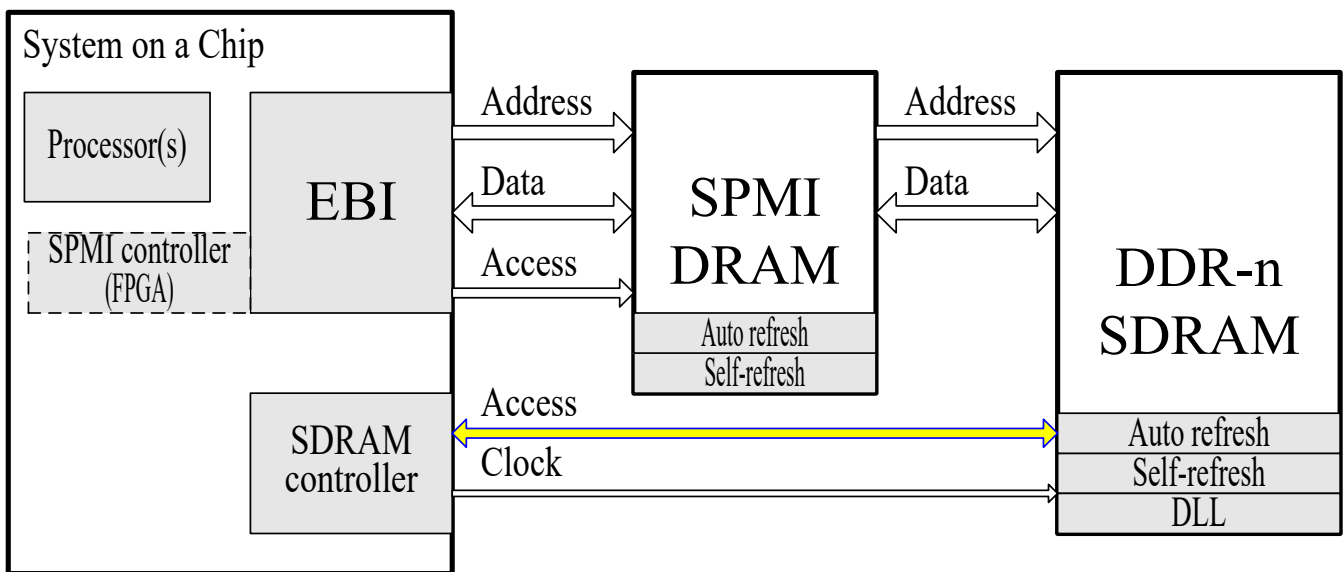 System on a Chip
Processor(s)
EBI
SPMI controller
(FPGA)
SDRAM
controller
Address
Data
Access
SPMI
DRAM
Auto refresh
Self-refresh
Address
Data
Access
Clock
DDR-n
SDRAM
Auto refresh
Self-refresh
DLL